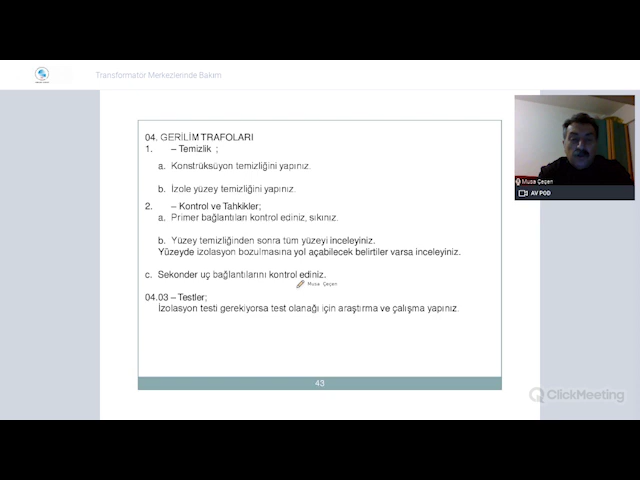 Transformatör Merkezlerinde Bakım
04. GERİLİM TRAFOLARI
1. – Temizlik ;
a. Konstrüksüyon temizliğini yapınız.
b. İzole yüzey temizliğini yapınız.
2. – Kontrol ve Tahkikler;
a. Primer bağlantıları kontrol ediniz, sıkınız.
b. Yüzey temizliğinden sonra tüm yüzeyi inceleyiniz.
Yüzeyde izolasyon bozulmasına yol açabilecek belirtiler varsa inceleyiniz.
c. Sekonder uç bağlantılarını kontrol ediniz.
Musa Çeçen
04.03 – Testler;
İzolasyon testi gerekiyorsa test olanağı için araştırma ve çalışma yapınız.
43
Musa Çeçen
AV POD
ClickMeeting